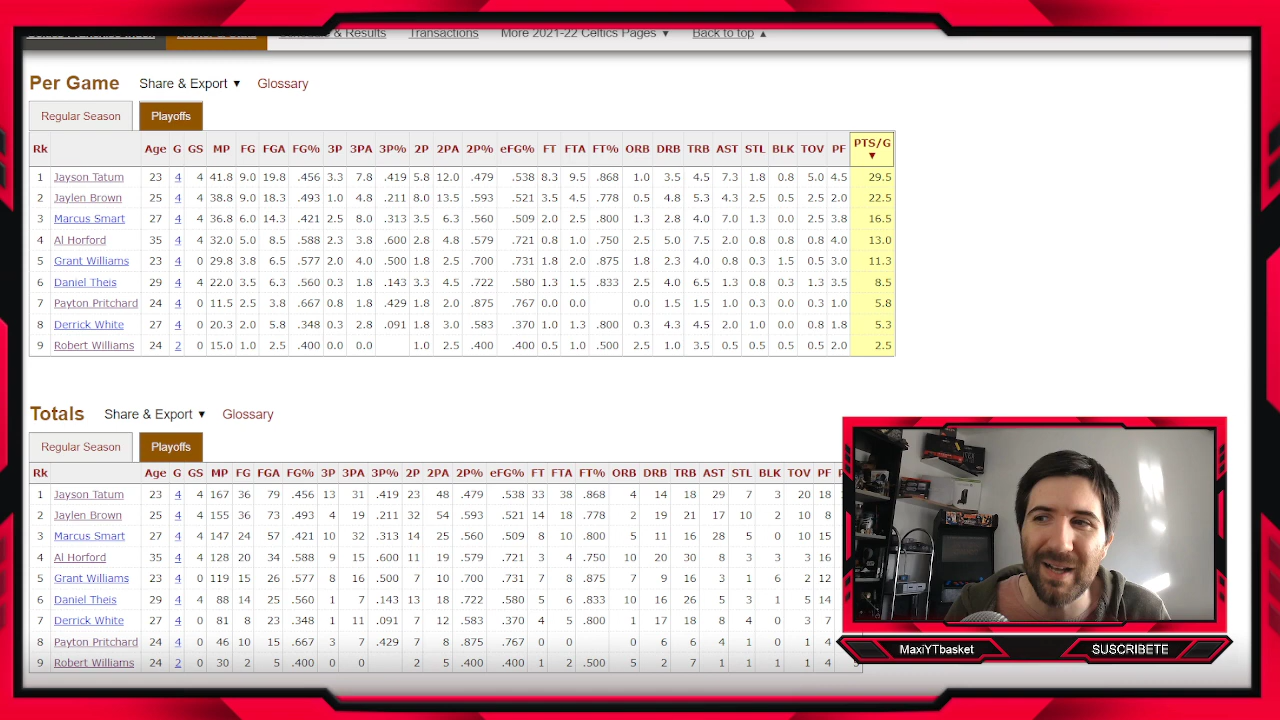 & Results Transactions More 2021-22 Celtics Pages ▼ Back to top ▲
Per Game Share & Export ▼ Glossary
Regular Season Playoffs
Rk Age G GS MP FG FGA FG% 3P 3PA 3P% 2P 2PA 2P% eFG% FT FTA FT% ORB DRB TRB AST STL BLK TOV PF PTS/G ▼
1 Jayson Tatum 23 4 4 41.8 9.0 19.8 .456 3.3 7.8 .419 5.8 12.0 .479 .538 8.3 9.5 .868 1.0 3.5 4.5 7.3 1.8 0.8 5.0 4.5 29.5
2 Jaylen Brown 25 4 4 38.8 9.0 18.3 .493 1.0 4.8 .211 8.0 13.5 .593 .521 3.5 4.5 .778 0.5 4.8 5.3 4.3 2.5 0.5 2.5 2.0 22.5
3 Marcus Smart 27 4 4 36.8 6.0 14.3 .421 2.5 8.0 .313 3.5 6.3 .560 .509 2.0 2.5 .800 1.3 2.8 4.0 7.0 1.3 0.0 2.5 3.8 16.5
4 Al Horford 35 4 4 32.0 5.0 8.5 .588 2.3 3.8 .600 2.8 4.8 .579 .721 0.8 1.0 .750 2.5 5.0 7.5 2.0 0.8 0.8 0.8 4.0 13.0
5 Grant Williams 23 4 0 29.8 3.8 6.5 .577 2.0 4.0 .500 1.8 2.5 .700 .731 1.8 2.0 .875 1.8 2.3 4.0 0.8 0.3 1.5 0.5 3.0 11.3
6 Daniel Theis 29 4 4 22.0 3.5 6.3 .560 0.3 1.8 .143 3.3 4.5 .722 .580 1.3 1.5 .833 2.5 4.0 6.5 1.3 0.8 0.3 1.3 3.5 8.5
7 Payton Pritchard 24 4 0 11.5 2.5 3.8 .667 0.8 1.8 .429 1.8 2.0 .875 .767 0.0 0.0 0.0 1.5 1.5 1.0 0.3 0.0 0.3 1.0 5.8
8 Derrick White 27 4 0 20.3 2.0 5.8 .348 0.3 2.8 .091 1.8 3.0 .583 .370 1.0 1.3 .800 0.3 4.3 4.5 2.0 1.0 0.0 0.8 1.8 5.3
9 Robert Williams 24 2 0 15.0 1.0 2.5 .400 0.0 0.0 1.0 2.5 .400 .400 0.5 1.0 .500 2.5 1.0 3.5 0.5 0.5 0.5 0.5 2.0 2.5
Totals Share & Export ▼ Glossary
Regular Season Playoffs
Rk Age G GS MP FG FGA FG% 3P 3PA 3P% 2P 2PA 2P% eFG% FT FTA FT% ORB DRB TRB AST STL BLK TOV PF
1 Jayson Tatum 23 4 4 167 36 79 .456 13 31 .419 23 48 .479 .538 33 38 .868 4 14 18 29 7 3 20 18
2 Jaylen Brown 25 4 4 155 36 73 .493 4 19 .211 32 54 .593 .521 14 18 .778 2 19 21 17 10 2 10 8
3 Marcus Smart 27 4 4 147 24 57 .421 10 32 .313 14 25 .560 .509 8 10 .800 5 11 16 28 5 0 10 15
4 Al Horford 35 4 4 128 20 34 .588 9 15 .600 11 19 .579 .721 3 4 .750 10 20 30 8 3 3 3 16
5 Grant Williams 23 4 0 119 15 26 .577 8 16 .500 7 10 .700 .731 7 8 .875 7 9 16 3 1 6 2 12
6 Daniel Theis 29 4 4 88 14 25 .560 1 7 .143 13 18 .722 .580 5 6 .833 10 16 26 5 3 1 5 14
7 Derrick White 27 4 0 81 8 23 .348 1 11 .091 7 12 .583 .370 4 5 .800 1 17 18 8 4 0 3 7
8 Payton Pritchard 24 4 0 46 10 15 .667 3 7 .429 7 8 .875 .767 0 0 0 6 6 4 1 0 1 4
9 Robert Williams 24 2 0 30 2 5 .400 0 0 2 5 .400 .400 1 2 .500 5 2 7 1 1 1 1 4
MaxiYTbasket SUSCRIBETE